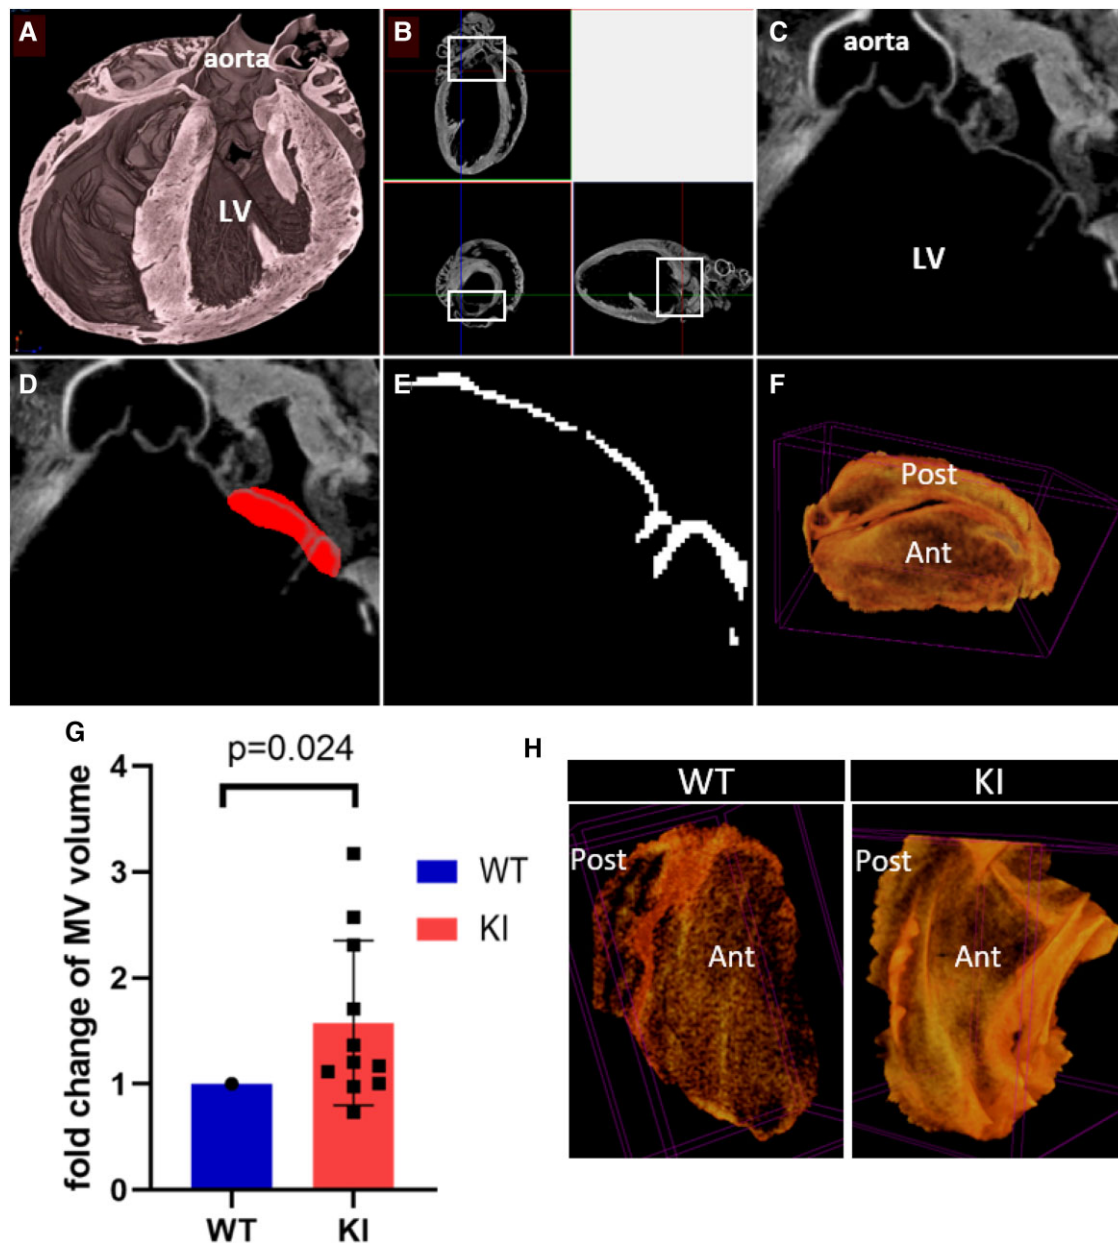 A
aorta
LV
B
C
aorta
LV
D
E
F
Post
Ant
G
p=0.024
fold change of MV volume
4
3
2
1
0
WT
KI
WT
KI
H
WT
KI
Post
Ant
Post
Ant